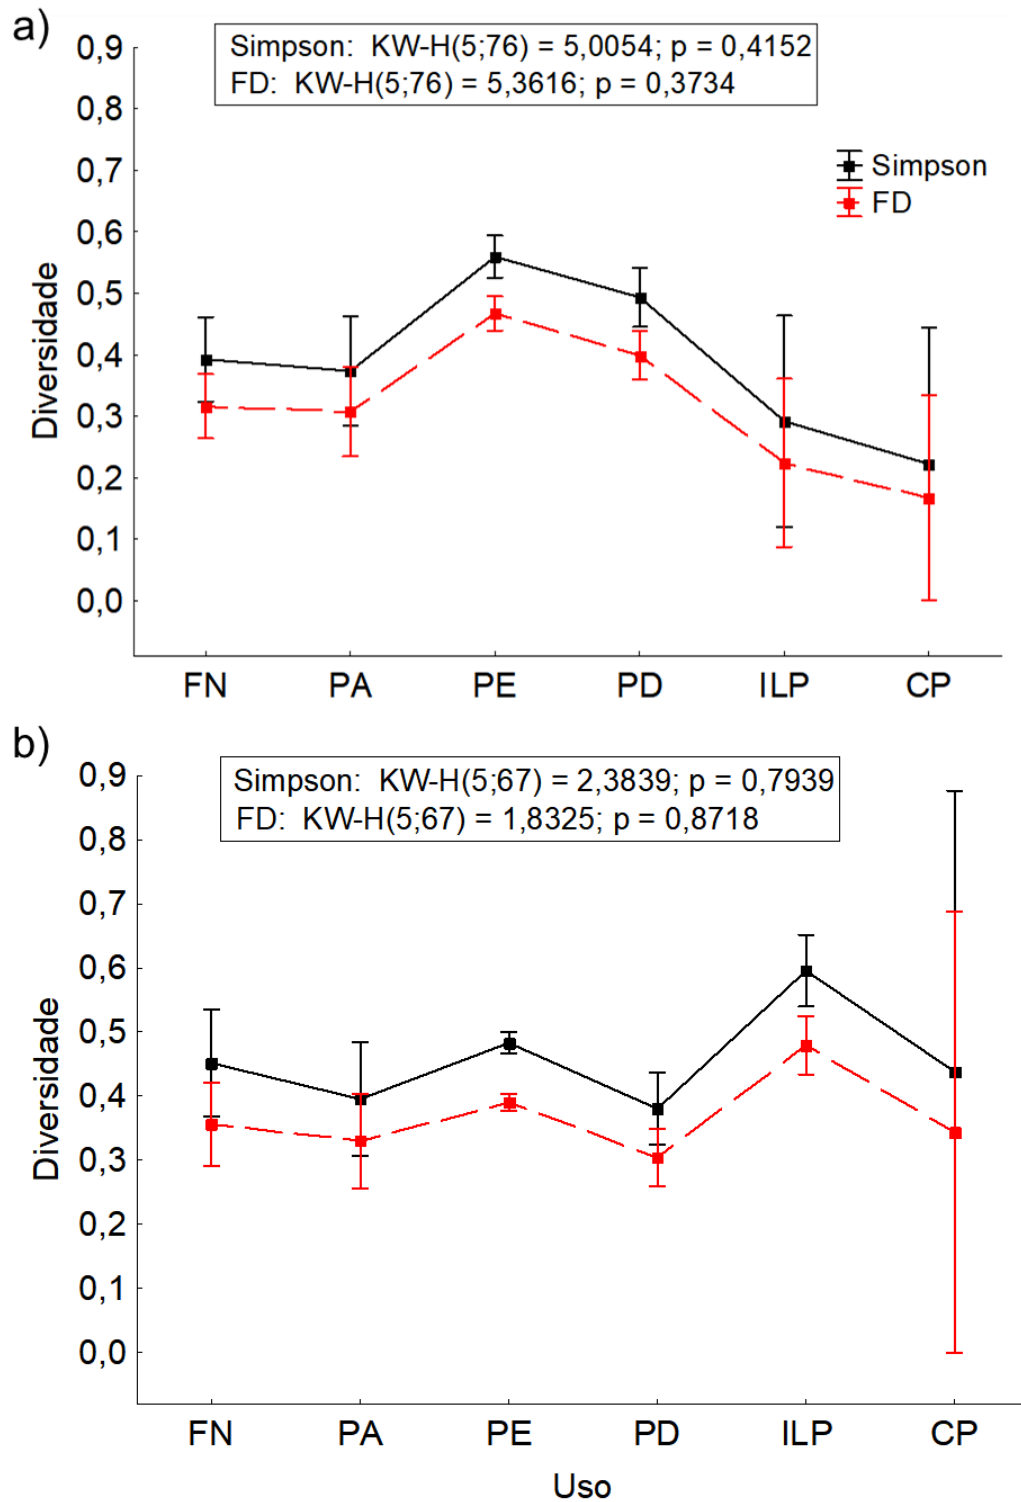 a)
Simpson: KW-H(5;76) = 5,0054; p = 0,4152
FD: KW-H(5;76) = 5,3616; p = 0,3734
Simpson
FD
Diversidade
0,9
0,8
0,7
0,6
0,5
0,4
0,3
0,2
0,1
0,0
FN PA PE PD ILP CP
b)
Simpson: KW-H(5;67) = 2,3839; p = 0,7939
FD: KW-H(5;67) = 1,8325; p = 0,8718
Diversidade
0,9
0,8
0,7
0,6
0,5
0,4
0,3
0,2
0,1
0,0
FN PA PE PD ILP CP
Uso